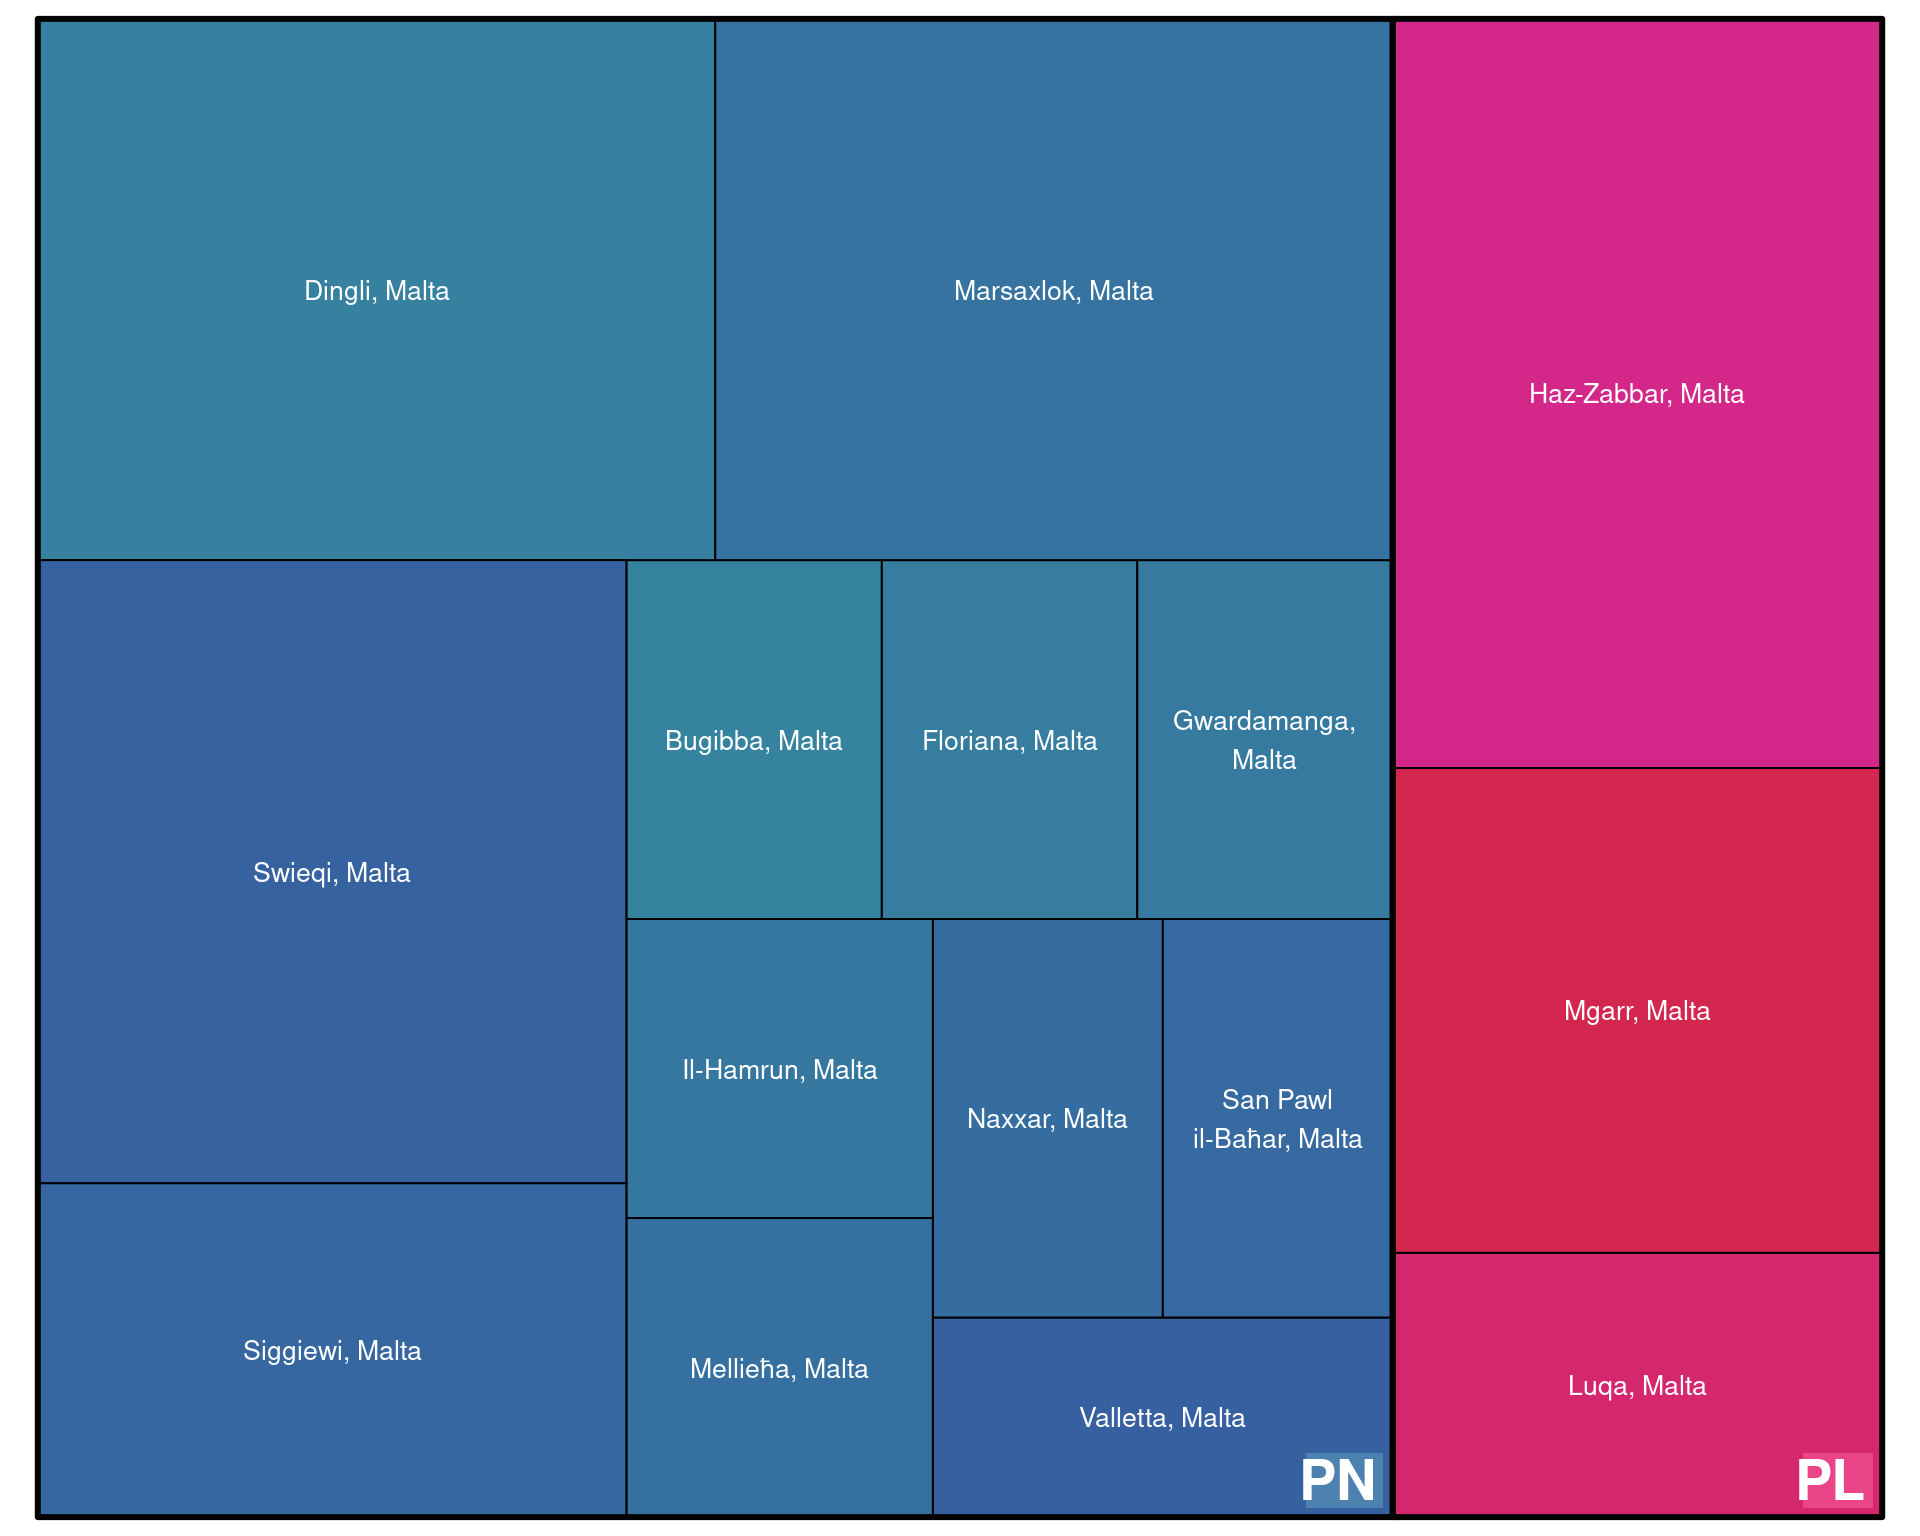 Dingli, Malta
Marsaxlok, Malta
Haz-Zabbar, Malta
Swieqi, Malta
Bugibba, Malta
Floriana, Malta
Gwardamanga,
Malta
Il-Hamrun, Malta
Naxxar, Malta
San Pawl
il-Baħar, Malta
Mgarr, Malta
Siggiewi, Malta
Mellieħa, Malta
Valletta, Malta
Luqa, Malta
PN
PL